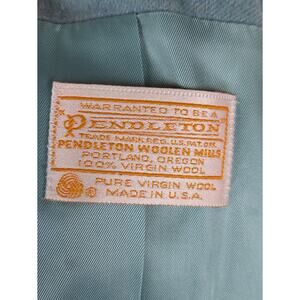 WARRANTED TO BE A
PENDLETON
TRADE MARK REG. U.S. PAT. OFF.
PENDLETON WOOLEN MILLS
PORTLAND, OREGON
100% VIRGIN WOOL
®
PURE VIRGIN WOOL
MADE IN U.S.A.